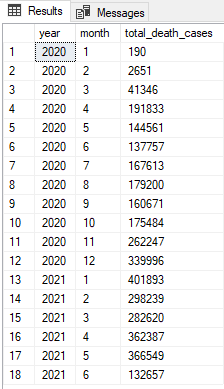 Results Messages
year month total_death_cases
1 2020 1 190
2 2020 2 2651
3 2020 3 41346
4 2020 4 191833
5 2020 5 144561
6 2020 6 137757
7 2020 7 167613
8 2020 8 179200
9 2020 9 160671
10 2020 10 175484
11 2020 11 262247
12 2020 12 339996
13 2021 1 401893
14 2021 2 298239
15 2021 3 282620
16 2021 4 362387
17 2021 5 366549
18 2021 6 132657